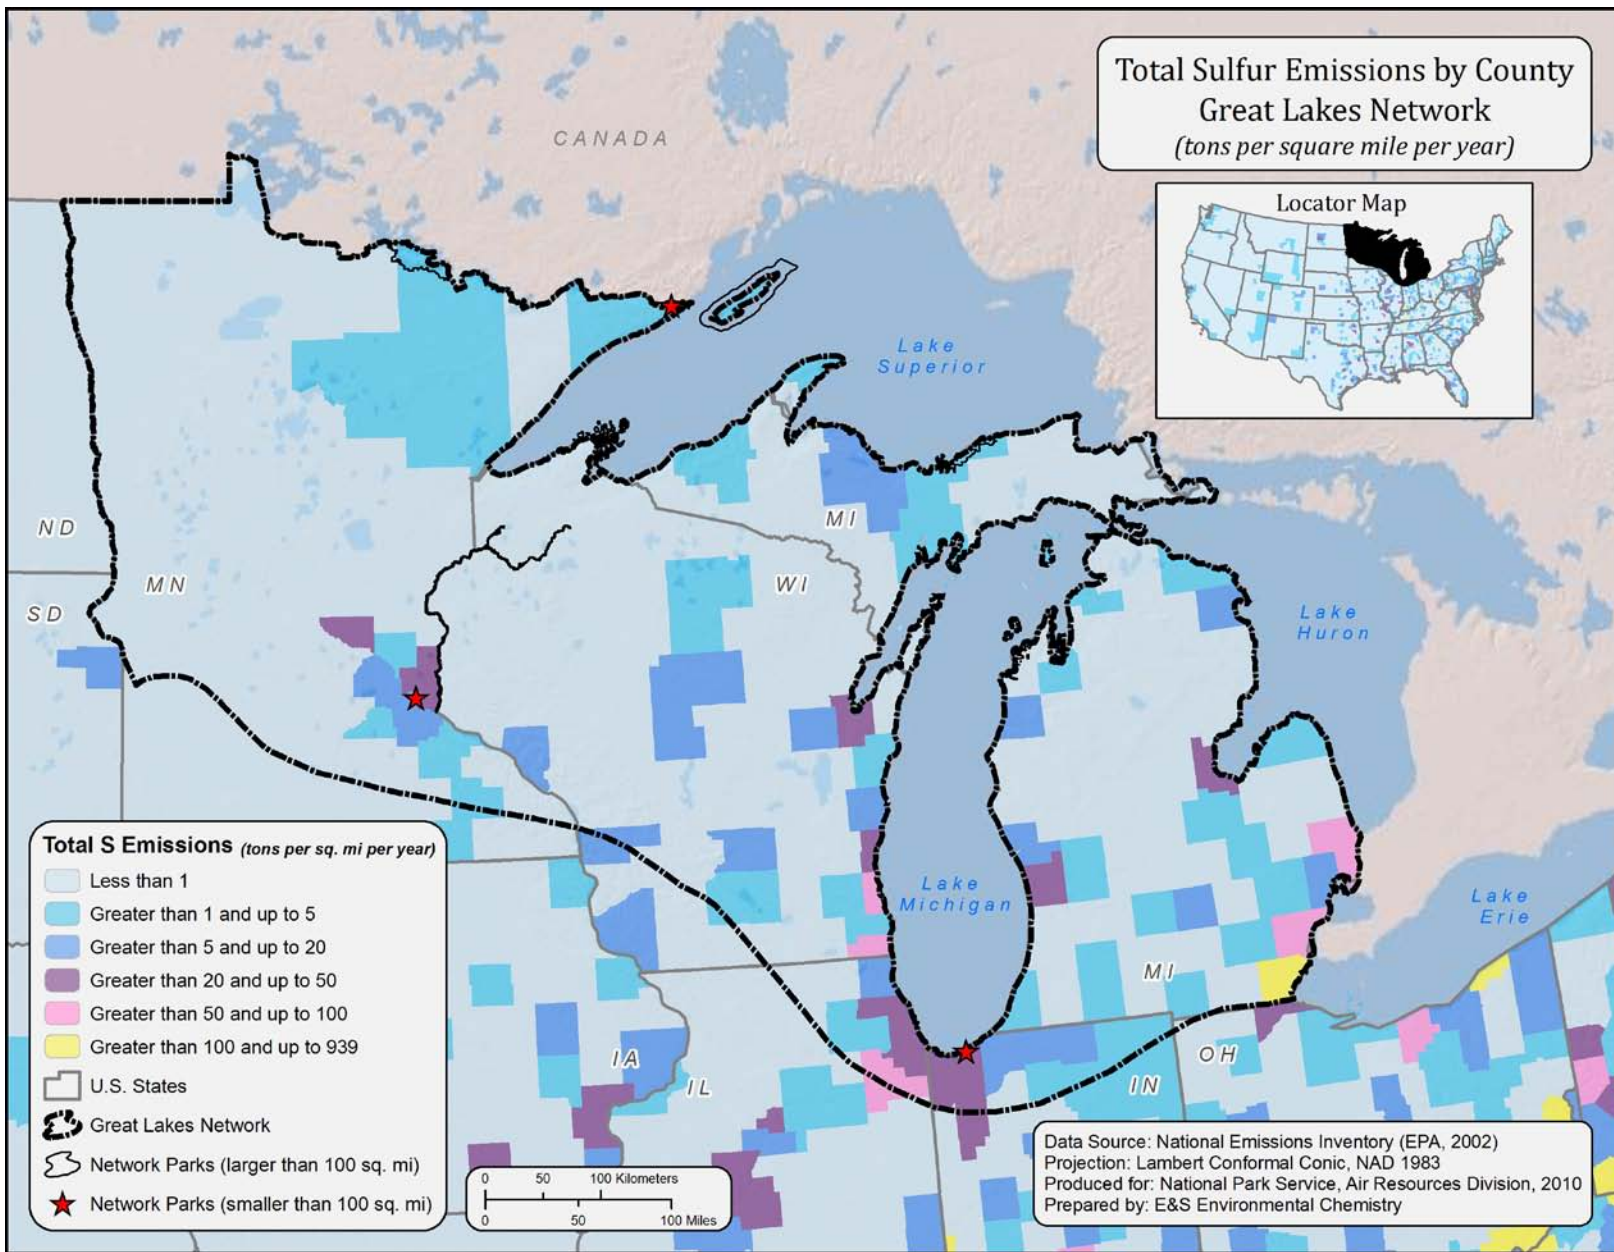 Total Sulfur Emissions by County
Great Lakes Network
(tons per square mile per year)
CANADA
Locator Map
Lake
Superior
ND
MN
SD
MI
WI
Lake
Huron
Lake
Michigan
Lake
Erie
MI
IA
IL
IN
OH
Total S Emissions (tons per sq. mi per year)
Less than 1
Greater than 1 and up to 5
Greater than 5 and up to 20
Greater than 20 and up to 50
Greater than 50 and up to 100
Greater than 100 and up to 939
U.S. States
Great Lakes Network
Network Parks (larger than 100 sq. mi)
Network Parks (smaller than 100 sq. mi)
0 50 100 Kilometers
0 50 100 Miles
Data Source: National Emissions Inventory (EPA, 2002)
Projection: Lambert Conformal Conic, NAD 1983
Produced for: National Park Service, Air Resources Division, 2010
Prepared by: E&S Environmental Chemistry